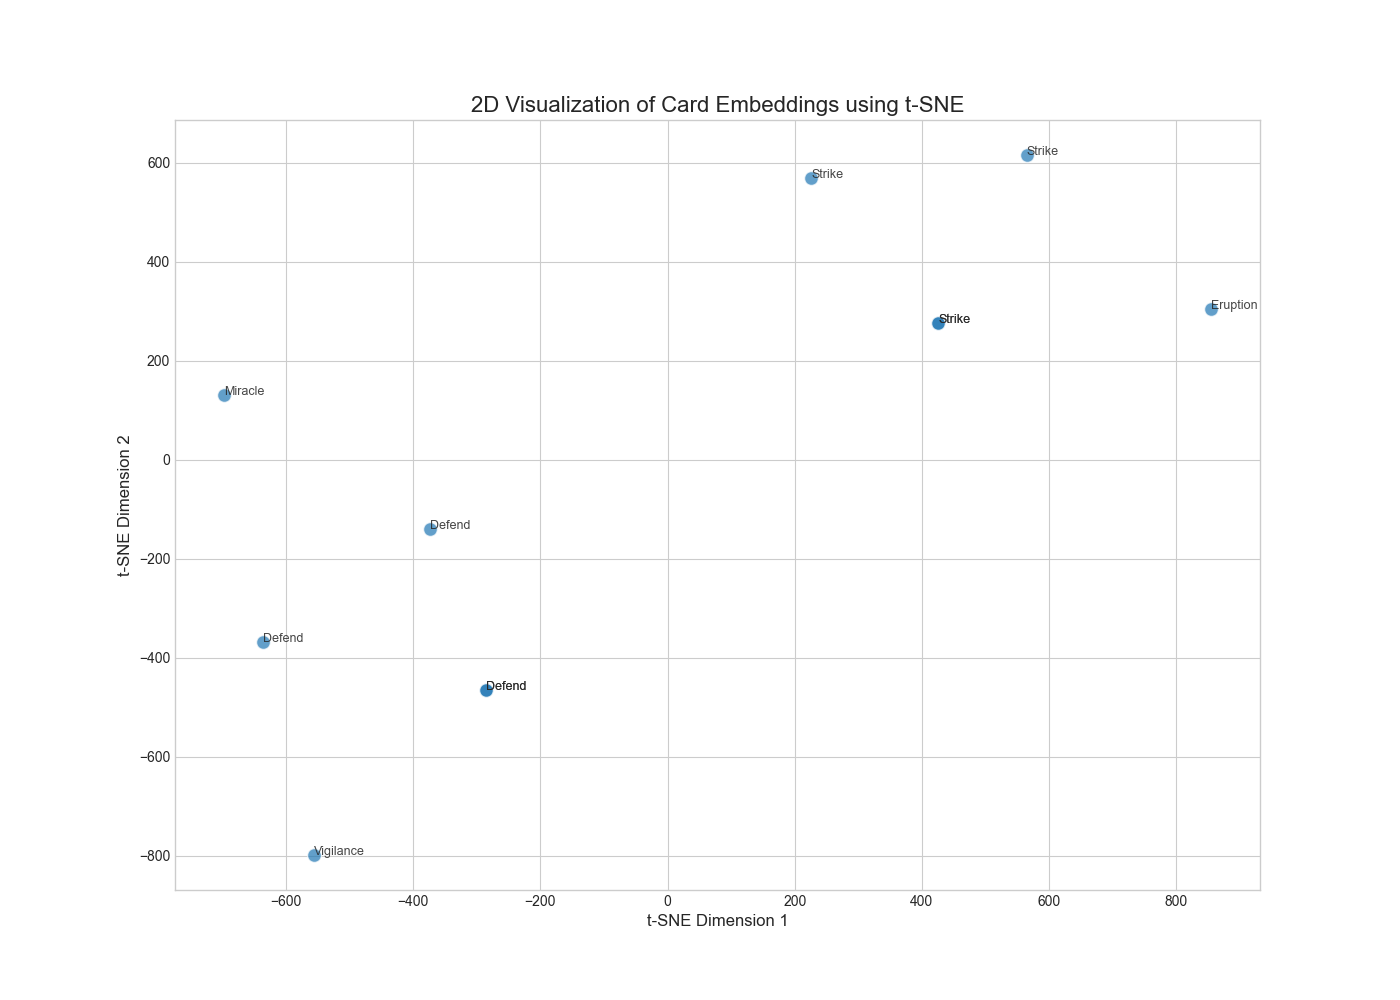 2D Visualization of Card Embeddings using t-SNE
Strike
Strike
Eruption
Strike
Miracle
Defend
Defend
Defend
Vigilance
600
400
200
0
−200
−400
−600
−800
t-SNE Dimension 2
−600
−400
−200
0
200
400
600
800
t-SNE Dimension 1